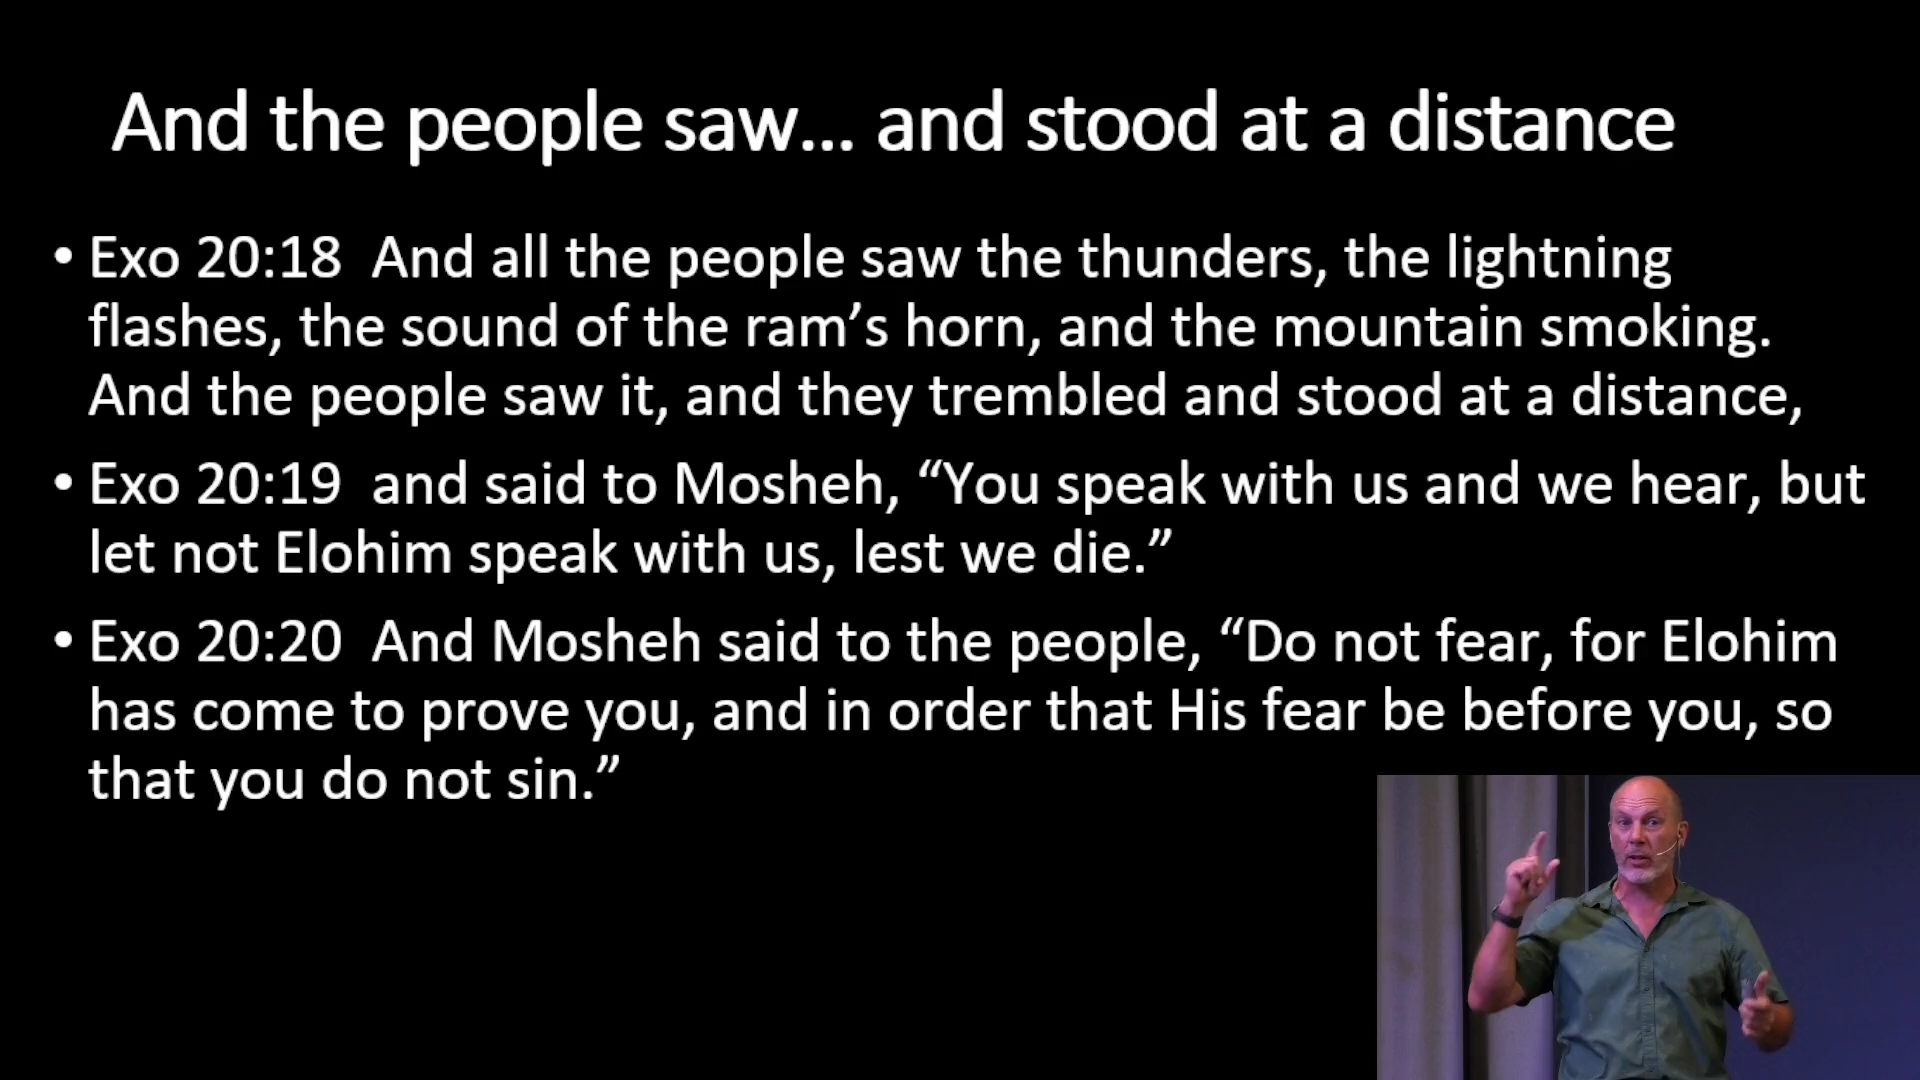 And the people saw... and stood at a distance
• Exo 20:18  And all the people saw the thunders, the lightning
flashes, the sound of the ram’s horn, and the mountain smoking.
And the people saw it, and they trembled and stood at a distance,
• Exo 20:19  and said to Mosheh, “You speak with us and we hear, but
let not Elohim speak with us, lest we die.”
• Exo 20:20  And Mosheh said to the people, “Do not fear, for Elohim
has come to prove you, and in order that His fear be before you, so
that you do not sin.”